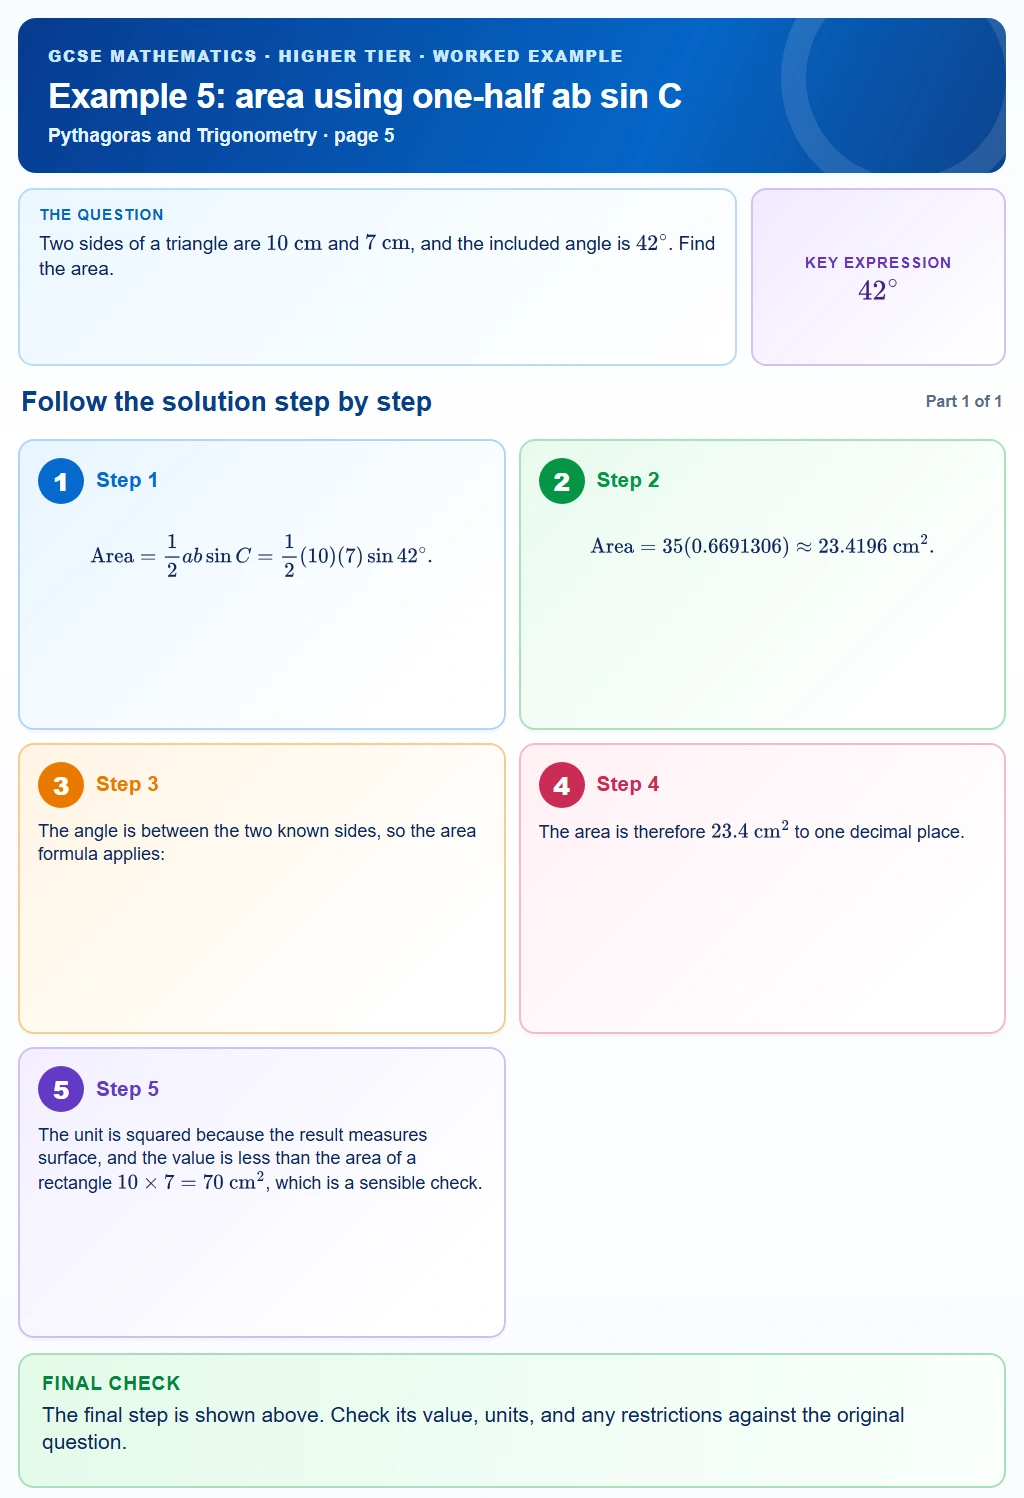 GCSE MATHEMATICS · HIGHER TIER · WORKED EXAMPLE
Example 5: area using one-half ab sin C
Pythagoras and Trigonometry · page 5
THE QUESTION
Two sides of a triangle are 10 cm and 7 cm, and the included angle is 42°. Find
the area.
KEY EXPRESSION
42°
Follow the solution step by step
Part 1 of 1
1 Step 1
Area = \frac{1}{2}ab sin C = \frac{1}{2}(10)(7) sin 42°.
2 Step 2
Area = 35(0.6691306) ≈ 23.4196 cm².
3 Step 3
The angle is between the two known sides, so the area
formula applies:
4 Step 4
The area is therefore 23.4 cm² to one decimal place.
5 Step 5
The unit is squared because the result measures
surface, and the value is less than the area of a
rectangle 10 × 7 = 70 cm², which is a sensible check.
FINAL CHECK
The final step is shown above. Check its value, units, and any restrictions against the original
question.